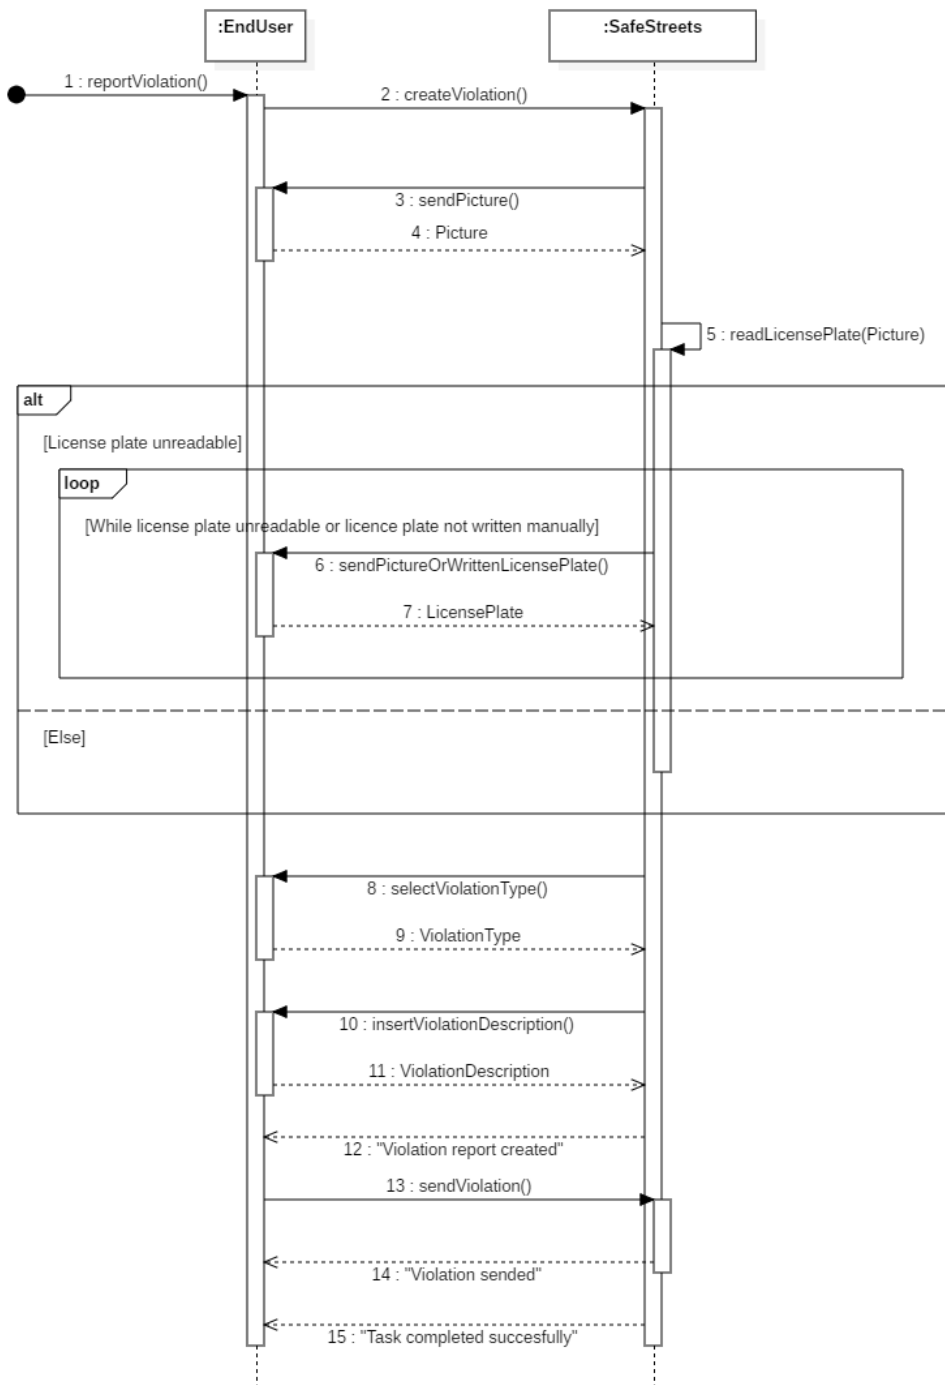 :EndUser
:SafeStreets
1 : reportViolation()
2 : createViolation()
3 : sendPicture()
4 : Picture
5 : readLicensePlate(Picture)
alt
[License plate unreadable]
loop
[While license plate unreadable or licence plate not written manually]
6 : sendPictureOrWrittenLicensePlate()
7 : LicensePlate
[Else]
8 : selectViolationType()
9 : ViolationType
10 : insertViolationDescription()
11 : ViolationDescription
12 : "Violation report created"
13 : sendViolation()
14 : "Violation sended"
15 : "Task completed succesfully"